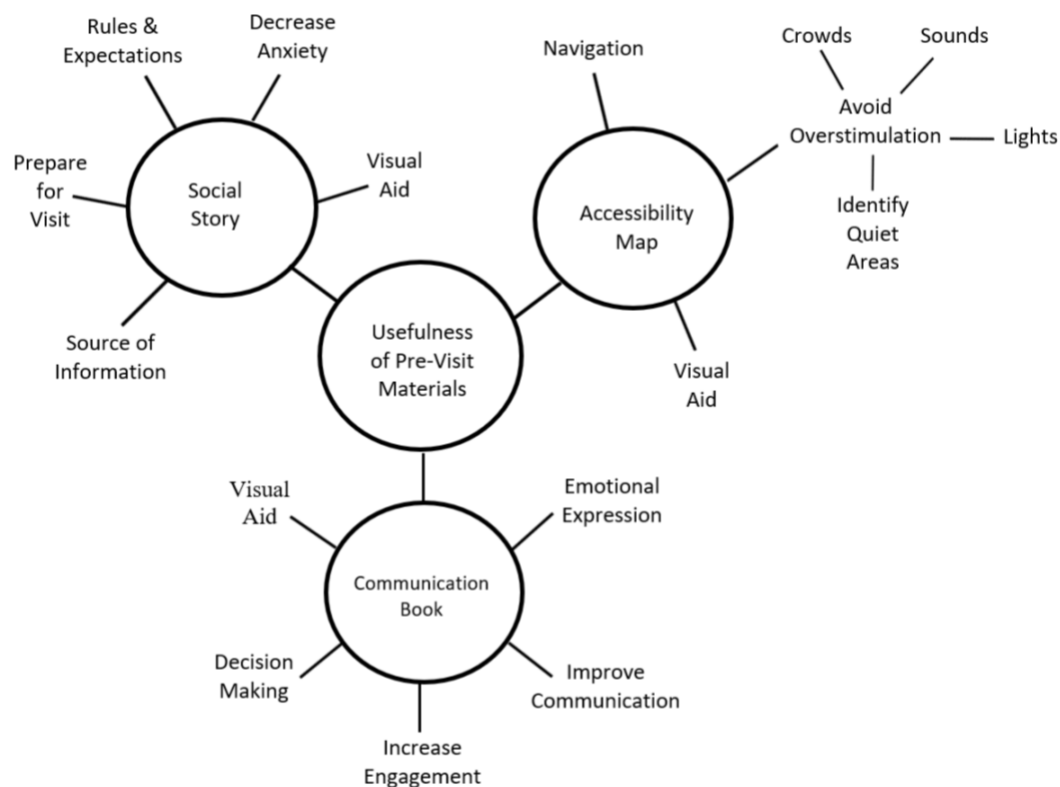 Rules &
Expectations
Decrease
Anxiety
Prepare
for
Visit
Social
Story
Visual
Aid
Source of
Information
Navigation
Accessibility
Map
Crowds
Sounds
Avoid
Overstimulation
Lights
Identify
Quiet
Areas
Visual
Aid
Usefulness
of Pre-Visit
Materials
Visual
Aid
Emotional
Expression
Communication
Book
Decision
Making
Improve
Communication
Increase
Engagement